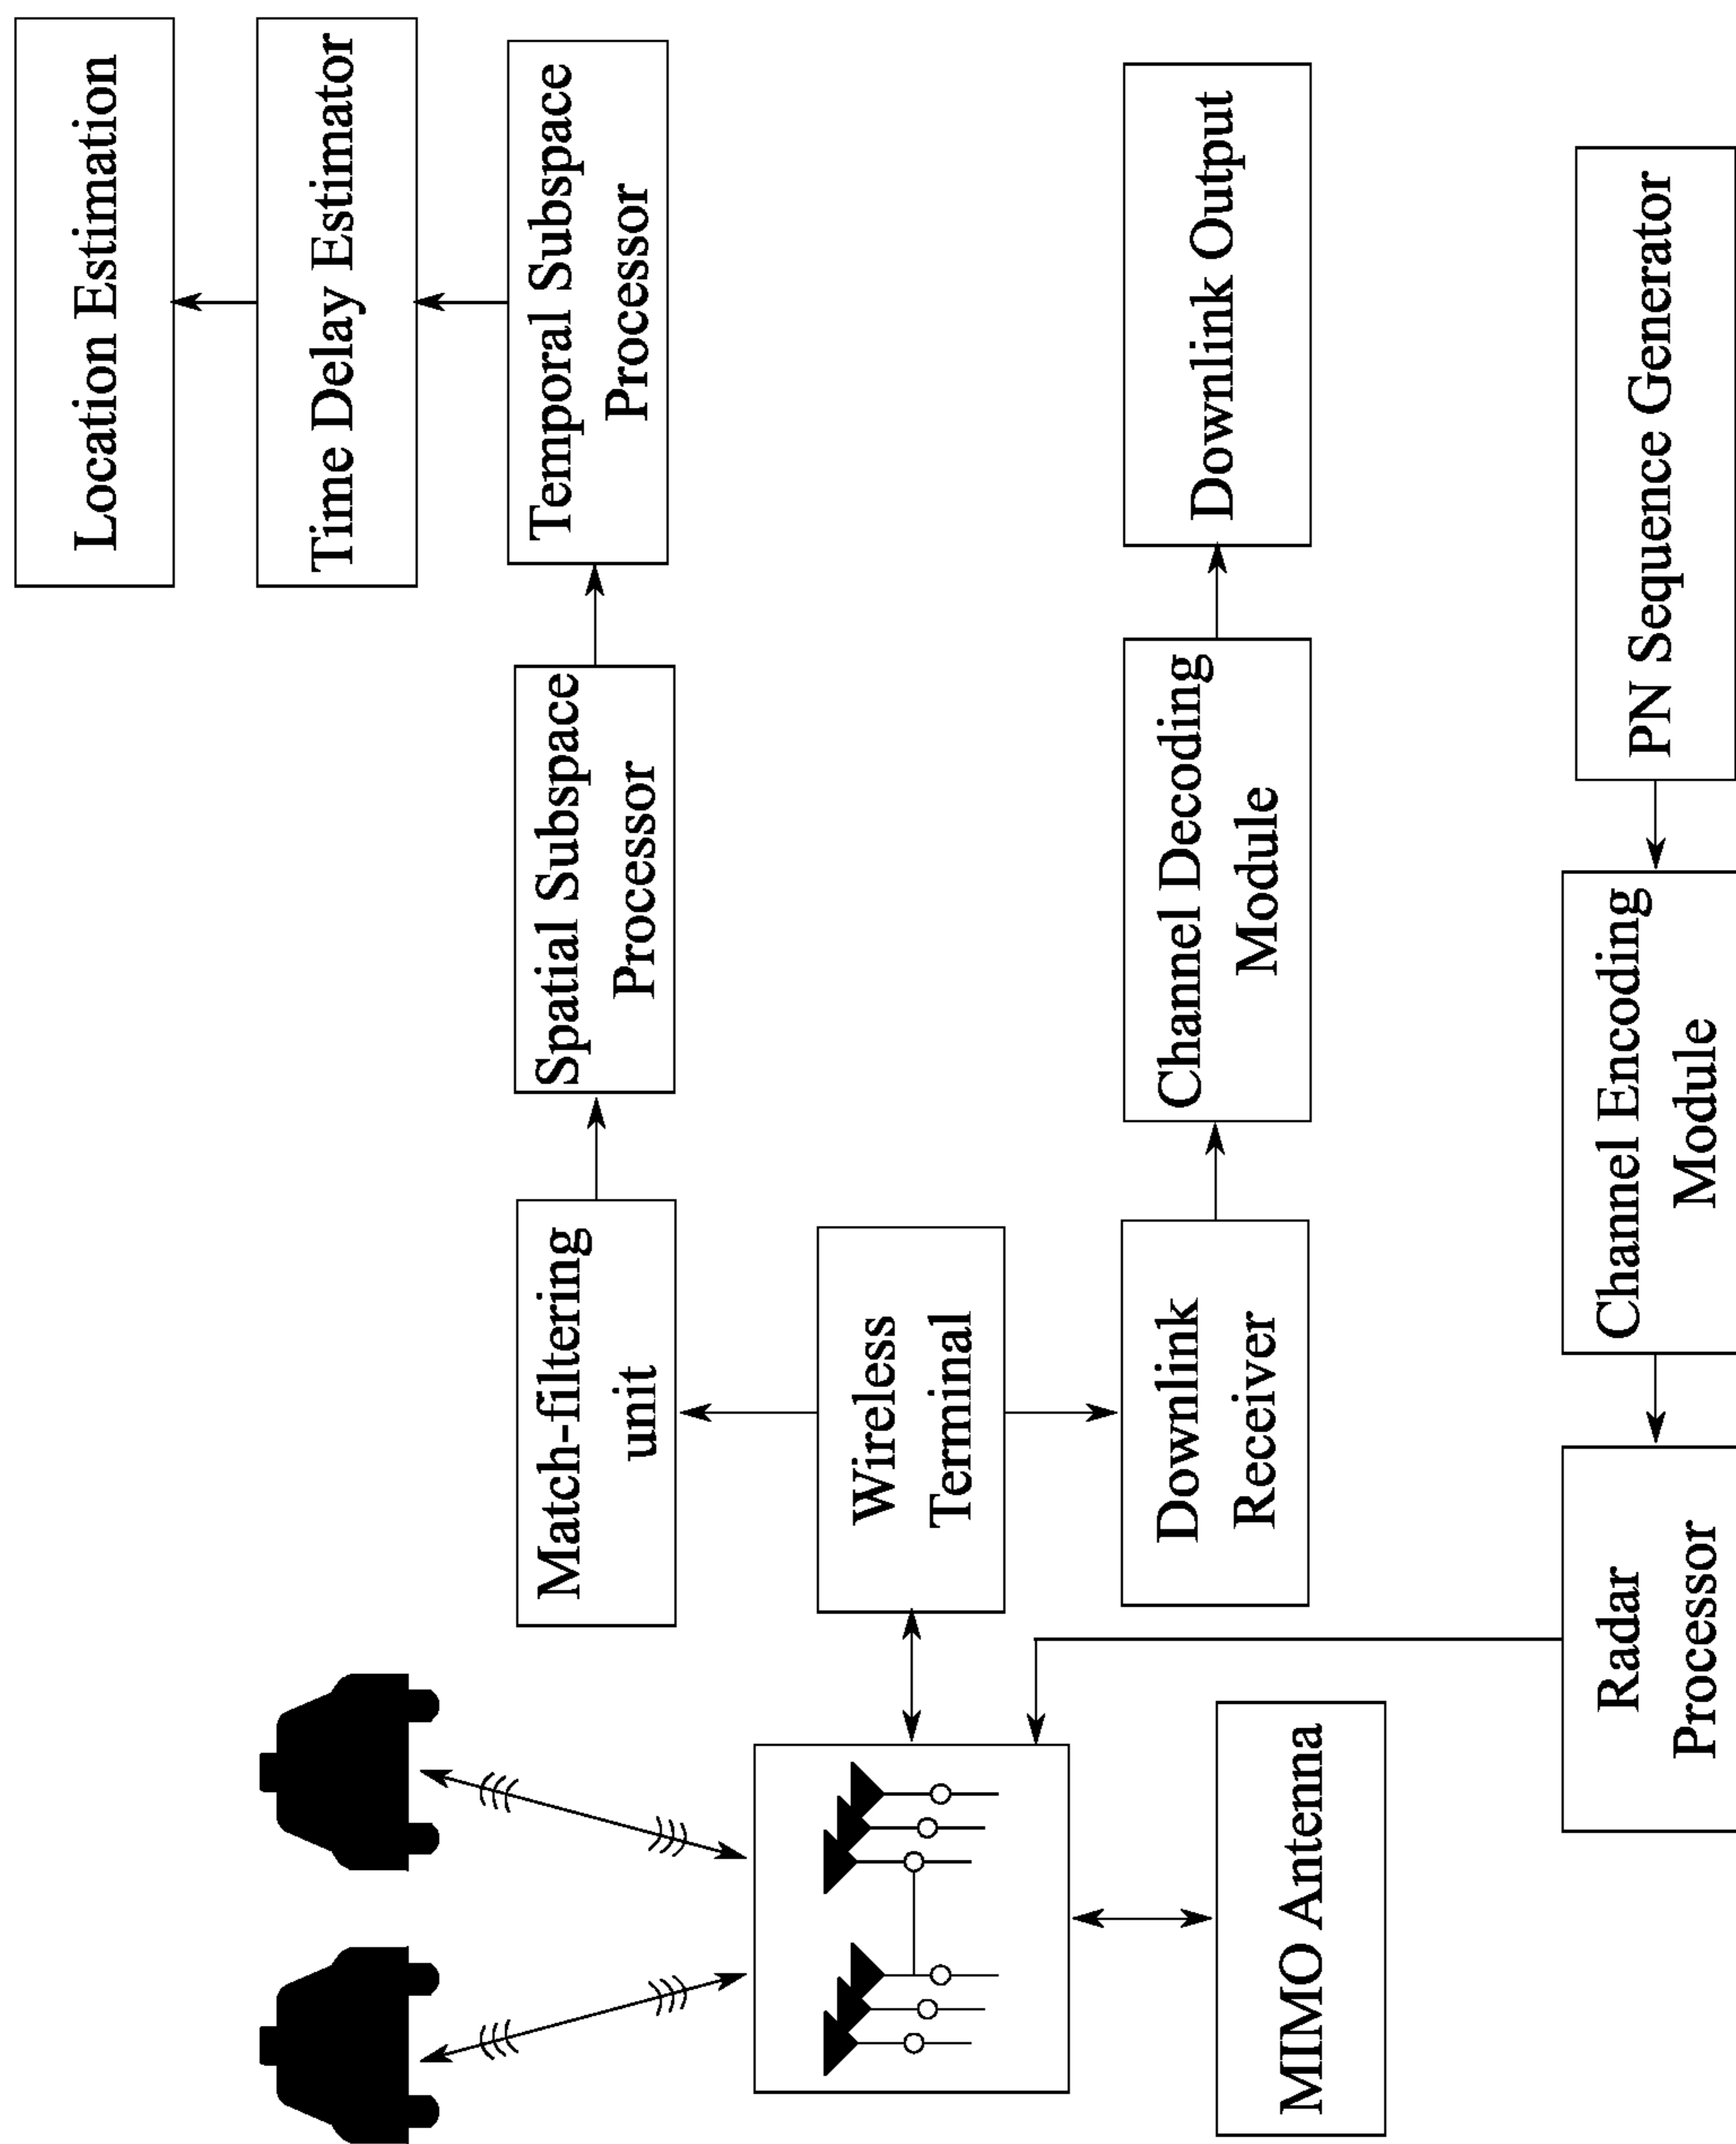 Location Estimation
Time Delay Estimator
Match-filtering
unit
Spatial Subspace
Processor
Temporal Subspace
Processor
Wireless
Terminal
Downlink
Receiver
Channel Decoding
Module
Downlink Output
MIMO Antenna
Radar
Processor
Channel Encoding
Module
PN Sequence Generator